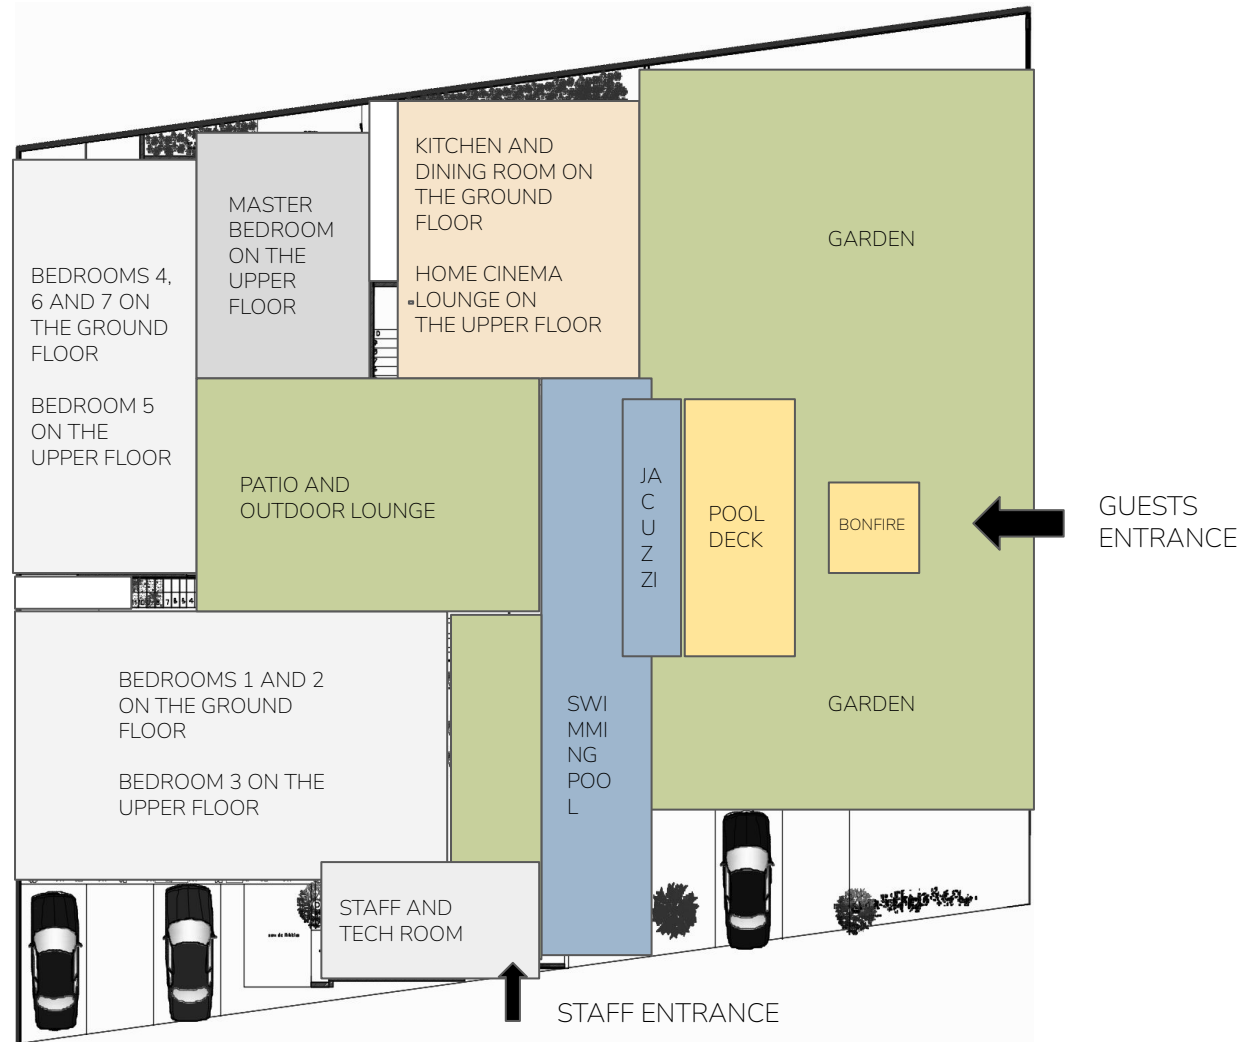 KITCHEN AND
DINING ROOM ON
THE GROUND
FLOOR
HOME CINEMA
LOUNGE ON
THE UPPER FLOOR
MASTER
BEDROOM
ON THE
UPPER
FLOOR
GARDEN
BEDROOMS 4,
6 AND 7 ON
THE GROUND
FLOOR
BEDROOM 5
ON THE
UPPER FLOOR
PATIO AND
OUTDOOR LOUNGE
JA
C
U
Z
ZI
POOL
DECK
BONFIRE
GUESTS
ENTRANCE
BEDROOMS 1 AND 2
ON THE GROUND
FLOOR
BEDROOM 3 ON THE
UPPER FLOOR
SWI
MMI
NG
POO
L
GARDEN
STAFF AND
TECH ROOM
STAFF ENTRANCE